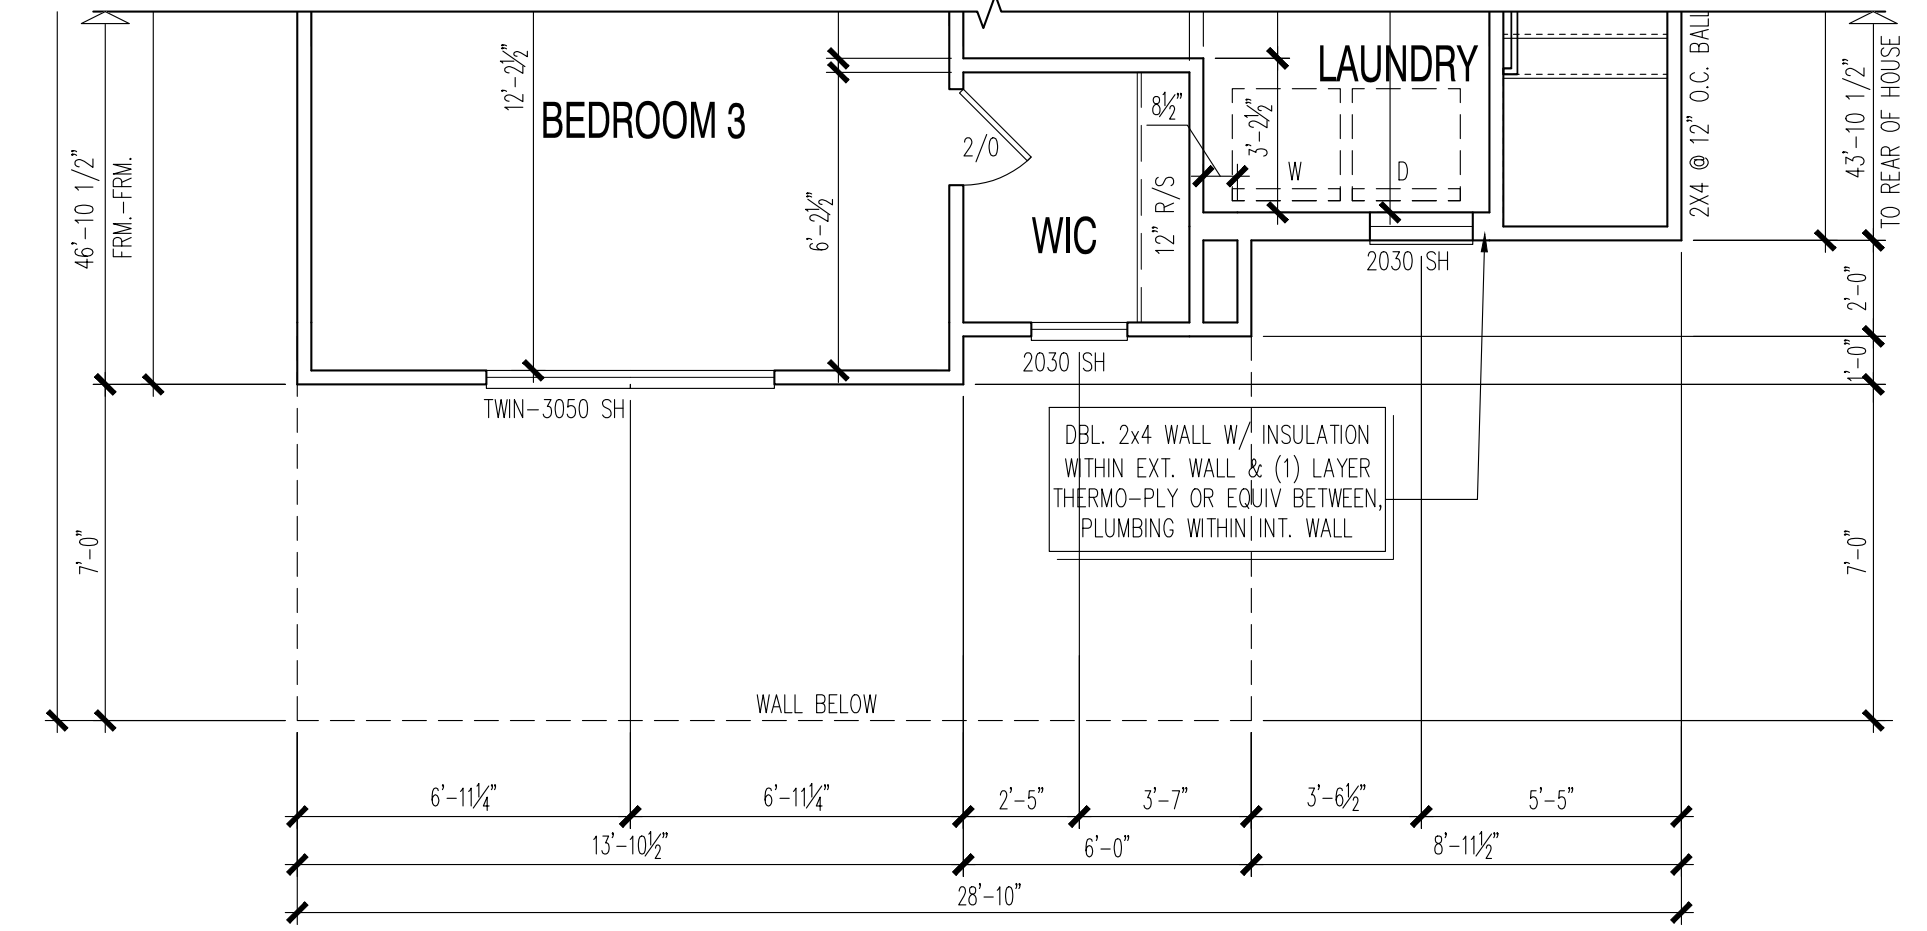 12'-2½"
BEDROOM 3
LAUNDRY
8½"
3'-2½"
2/0
W
D
12" R/S
WIC
6'-2½"
46'-10 1/2"
FRM.-FRM.
2X4 @ 12" O.C.
43'-10 1/2"
TO REAR OF HOUSE
2030 SH
2'-0"
2030 SH
1'-0"
TWIN-3050 SH
DBL. 2x4 WALL W/ INSULATION
WITHIN EXT. WALL & (1) LAYER
THERMO-PLY OR EQUIV BETWEEN,
PLUMBING WITHIN INT. WALL
7'-0"
7'-0"
WALL BELOW
6'-11¼"
6'-11¼"
2'-5"
3'-7"
3'-6½"
5'-5"
13'-10½"
6'-0"
8'-11½"
28'-10"